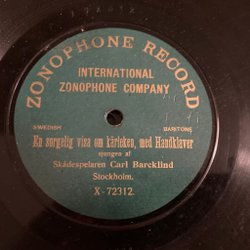 ZONOPHONE RECORD
INTERNATIONAL
ZONOPHONE COMPANY
SWEDISH
BARITONE
En sorgelig visa om kärleken, med Handklaver
sjungen af
Skådespelaren Carl Barcklind
Stockholm.
X-72312.